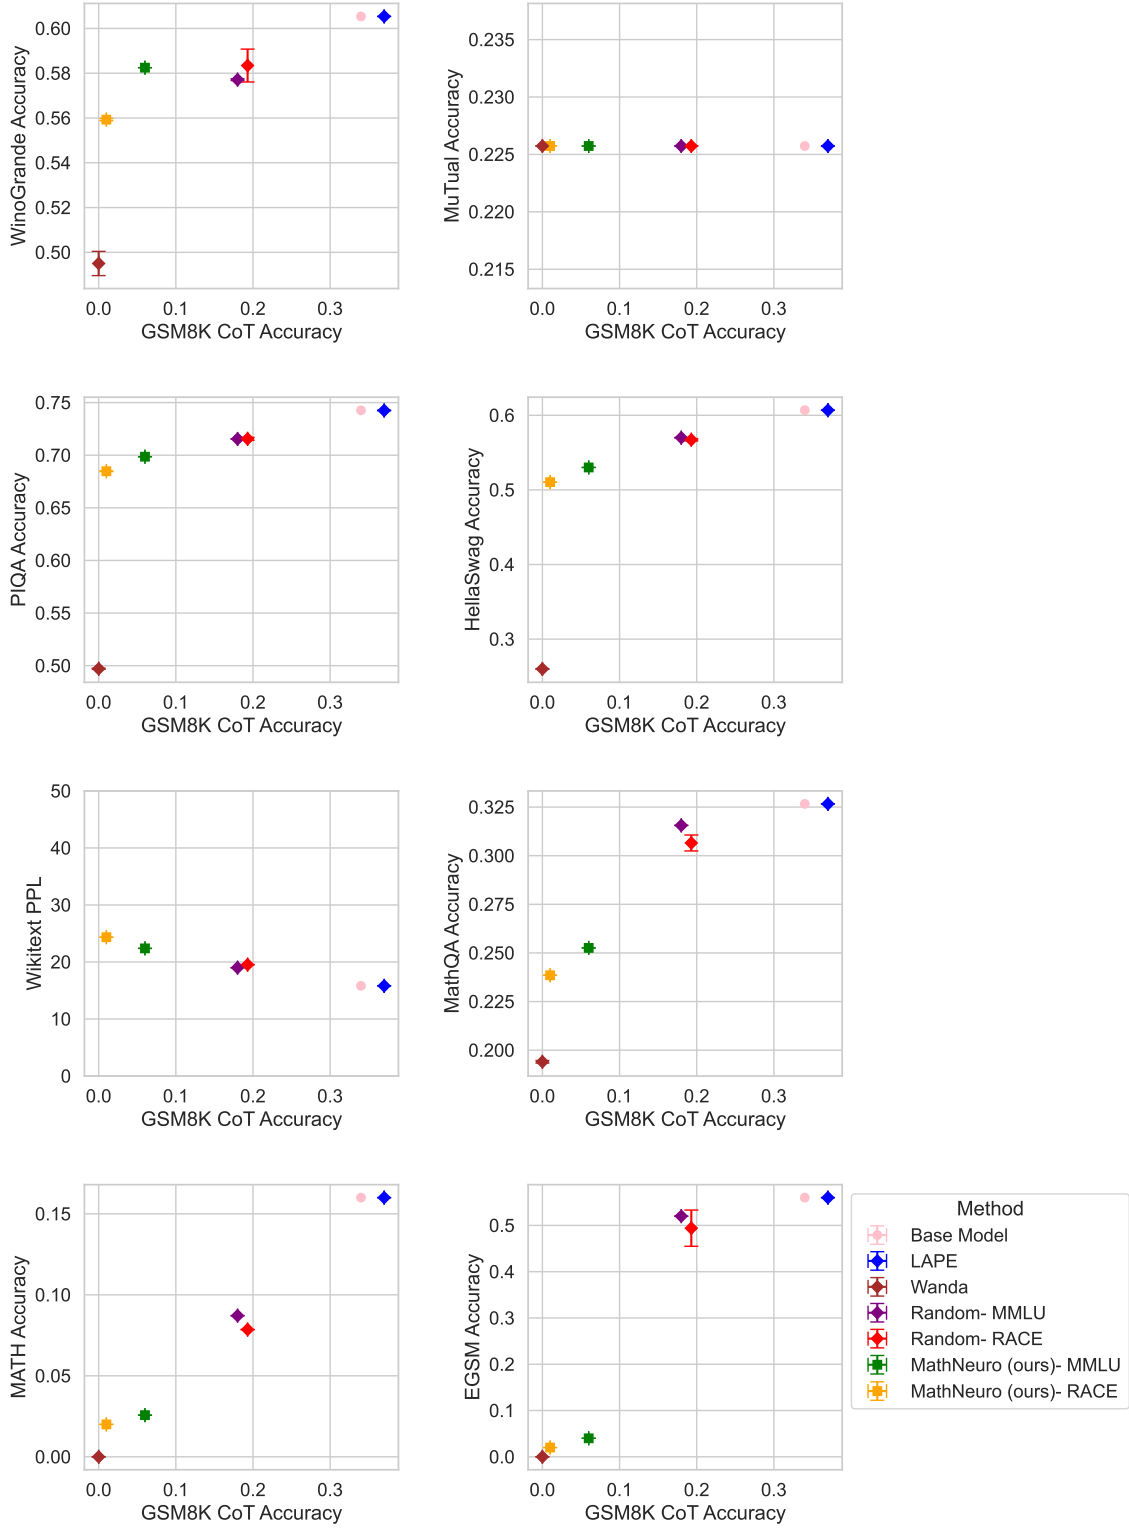 WinoGrande Accuracy
0.60
0.58
0.56
0.54
0.52
0.50
0.0 0.1 0.2 0.3
GSM8K CoT Accuracy
MuTual Accuracy
0.235
0.230
0.225
0.220
0.215
0.0 0.1 0.2 0.3
GSM8K CoT Accuracy
PIQA Accuracy
0.75
0.70
0.65
0.60
0.55
0.50
0.0 0.1 0.2 0.3
GSM8K CoT Accuracy
HellaSwag Accuracy
0.6
0.5
0.4
0.3
0.0 0.1 0.2 0.3
GSM8K CoT Accuracy
Wikitext PPL
50
40
30
20
10
0
0.0 0.1 0.2 0.3
GSM8K CoT Accuracy
MathQA Accuracy
0.325
0.300
0.275
0.250
0.225
0.200
0.0 0.1 0.2 0.3
GSM8K CoT Accuracy
MATH Accuracy
0.15
0.10
0.05
0.00
0.0 0.1 0.2 0.3
GSM8K CoT Accuracy
EGSM Accuracy
0.5
0.4
0.3
0.2
0.1
0.0
0.0 0.1 0.2 0.3
GSM8K CoT Accuracy
Method
Base Model
LAPE
Wanda
Random- MMLU
Random- RACE
MathNeuro (ours)- MMLU
MathNeuro (ours)- RACE